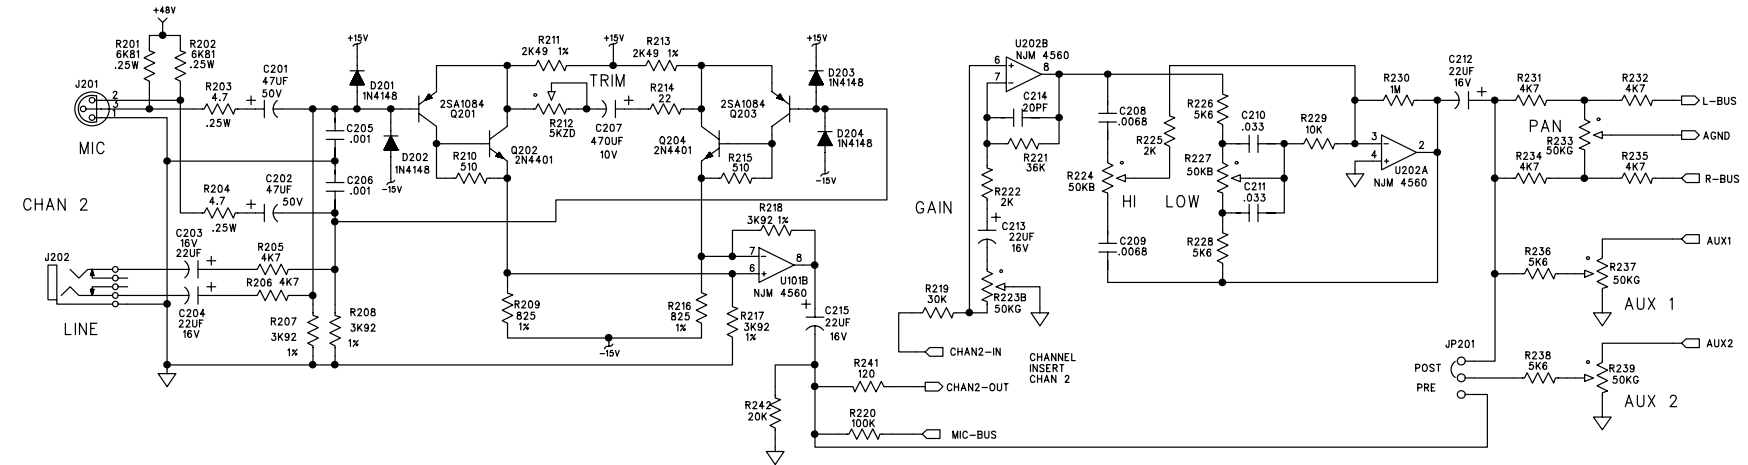 +48V
R201
6K81
.25W
R202
6K81
.25W
J201
2
3
1
MIC
R203
4.7
.25W
C201
47UF
50V
+15V
D201
1N4148
D202
1N4148
-15V
C205
.001
C206
.001
R204
4.7
.25W
C202
47UF
50V
CHAN 2
J202
LINE
C203
16V
22UF
C204
22UF
16V
R205
4K7
R206
4K7
R207
3K92
1%
R208
3K92
1%
2SA1084
Q201
Q202
2N4401
R210
510
R211
2K49 1%
+15V
TRIM
R212
5KZD
C207
470UF
10V
R213
2K49 1%
R214
22
2SA1084
Q203
Q204
2N4401
R215
510
+15V
D203
1N4148
D204
1N4148
-15V
R209
825
1%
-15V
R216
825
1%
R217
3K92
1%
R218
3K92 1%
7
6
8
U101B
NJM 4560
C215
22UF
16V
R242
20K
R241
120
CHAN2-OUT
R220
100K
MIC-BUS
GAIN
R219
30K
CHAN2-IN
CHANNEL
INSERT
CHAN 2
U202B
NJM 4560
6
7
8
C214
20PF
R221
36K
R222
2K
C213
22UF
16V
R223B
50KG
C208
.0068
R224
50KB
HI
C209
.0068
R225
2K
LOW
R226
5K6
R227
50KB
R228
5K6
C210
.033
C211
.033
R229
10K
R230
1M
3
4
2
U202A
NJM 4560
C212
22UF
16V
R231
4K7
R232
4K7
L-BUS
PAN
R233
50KB
AGND
R234
4K7
R235
4K7
R-BUS
AUX1
R236
5K6
R237
50KG
AUX 1
JP201
POST
PRE
R238
5K6
AUX2
R239
50KG
AUX 2